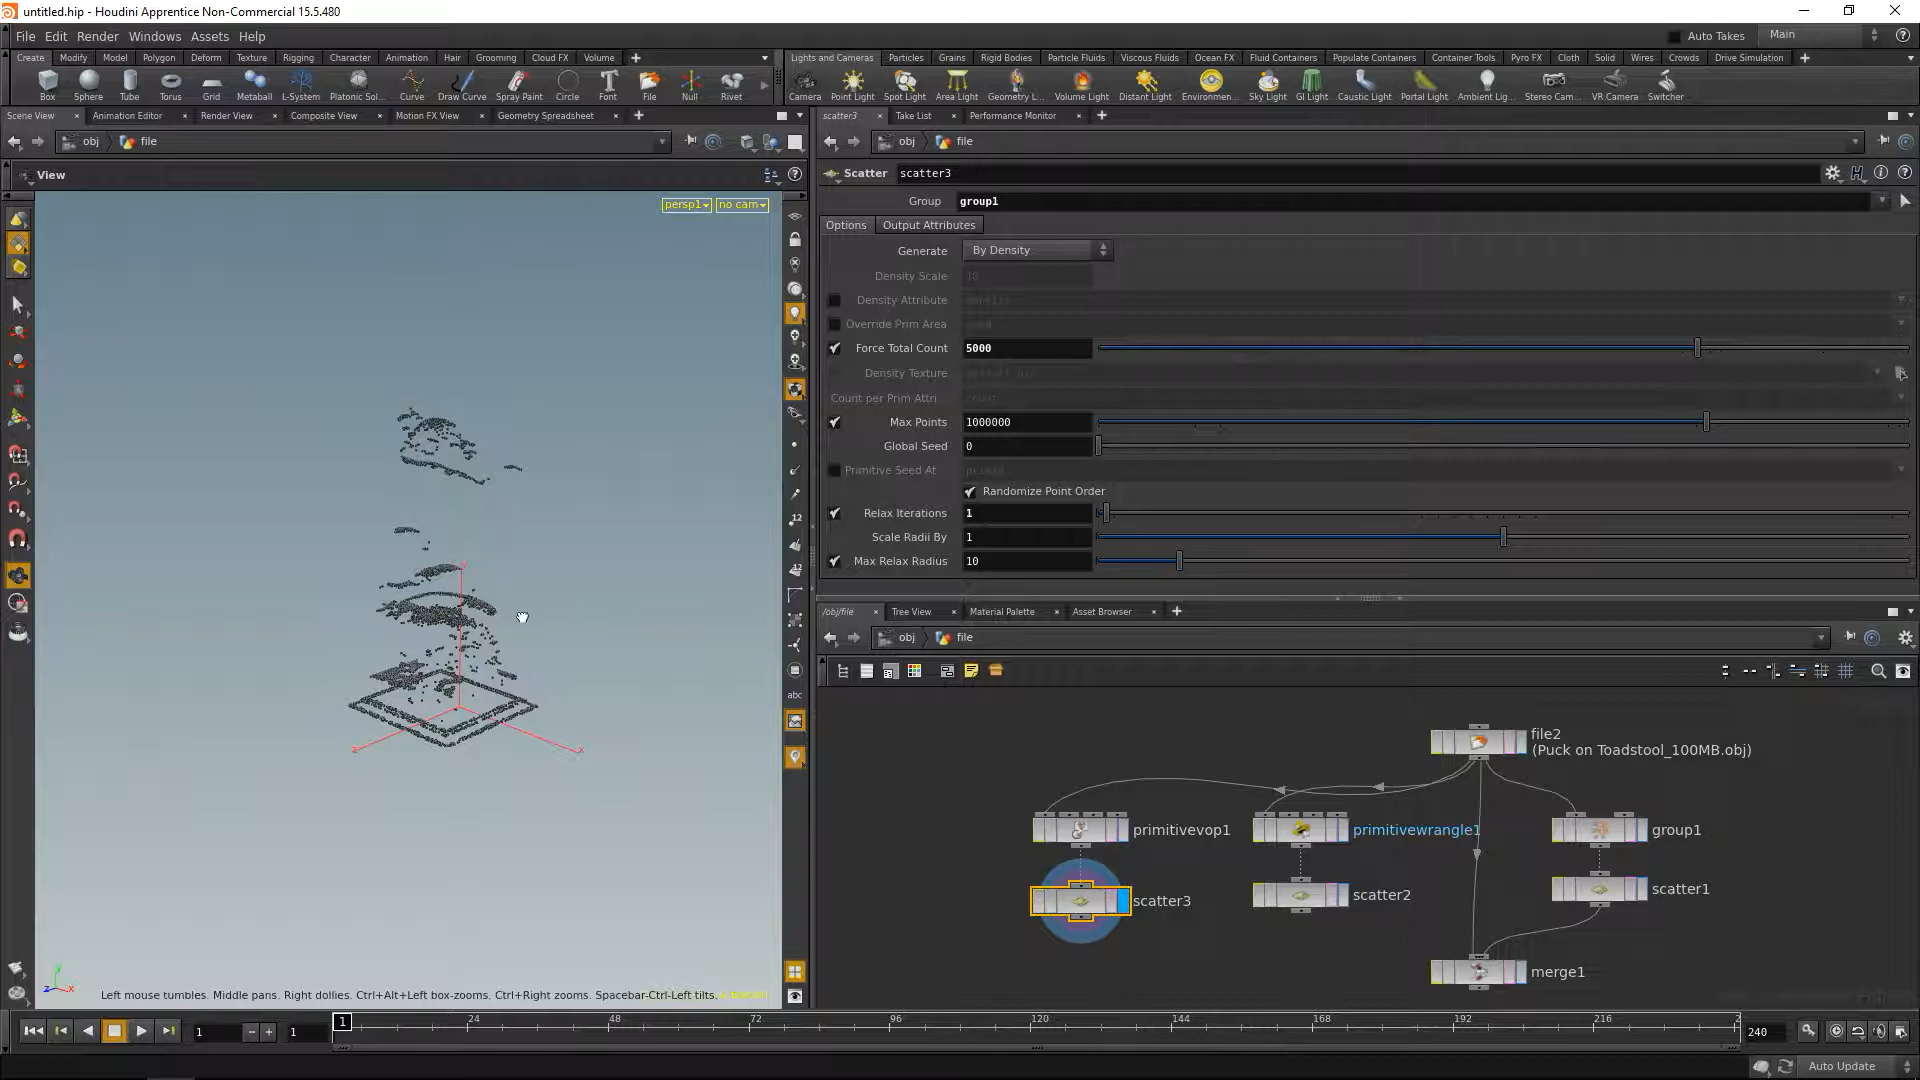 untitled.hip - Houdini Apprentice Non-Commercial 15.5.480
File Edit Render Windows Assets Help
Auto Takes Main
Create Modify Model Polygon Deform Texture Rigging Character Animation Hair Grooming Cloud FX Volume
Lights and Cameras Particles Grains Rigid Bodies Particle Fluids Viscous Fluids Ocean FX Fluid Containers Populate Containers Container Tools Pyro FX Cloth Solid Wires Crowds Drive Simulation
Box Sphere Tube Torus Grid Metaball L-System Platonic Sol... Curve Draw Curve Spray Paint Circle Font File Null Rivet
Camera Point Light Spot Light Area Light Geometry L... Volume Light Distant Light Environmen... Sky Light GI Light Caustic Light Portal Light Ambient Lig... Stereo Cam... VR Camera Switcher
Scene View Animation Editor Render View Composite View Motion FX View Geometry Spreadsheet
scatter3 Take List Performance Monitor
obj file
obj file
View
Scatter scatter3
persp1 no cam
Group group1
Options Output Attributes
Generate By Density
Density Scale 10
Density Attribute
Override Prim Area
Force Total Count 5000
Density Texture
Count per Prim Attri.
Max Points 1000000
Global Seed 0
Primitive Seed At primid
Randomize Point Order
Relax Iterations 1
Scale Radii By 1
Max Relax Radius 10
/obj/file Tree View Material Palette Asset Browser
obj file
12
12
abc
file2
(Puck on Toadstool_100MB.obj)
primitivevop1
primitivewrangle1
group1
scatter3
scatter2
scatter1
merge1
x
z
y
z x
Left mouse tumbles. Middle pans. Right dollies. Ctrl+Alt+Left box-zooms. Ctrl+Right zooms. Spacebar-Ctrl-Left tilts.
1 1 1 24 48 72 96 120 144 168 192 216 2 240
Auto Update